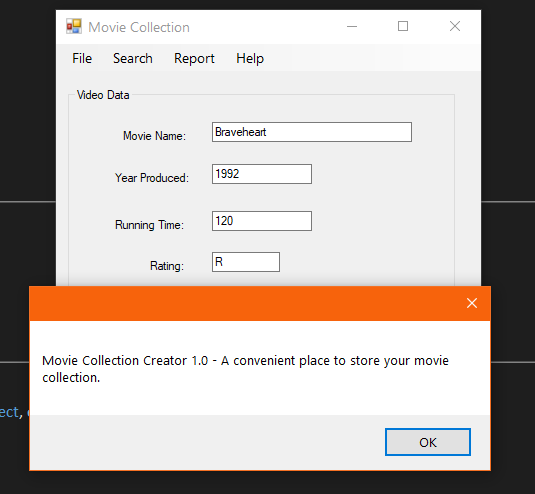 Movie Collection
File Search Report Help
Video Data
Movie Name: Braveheart
Year Produced: 1992
Running Time: 120
Rating: R
Movie Collection Creator 1.0 - A convenient place to store your movie
collection.
ect,
OK